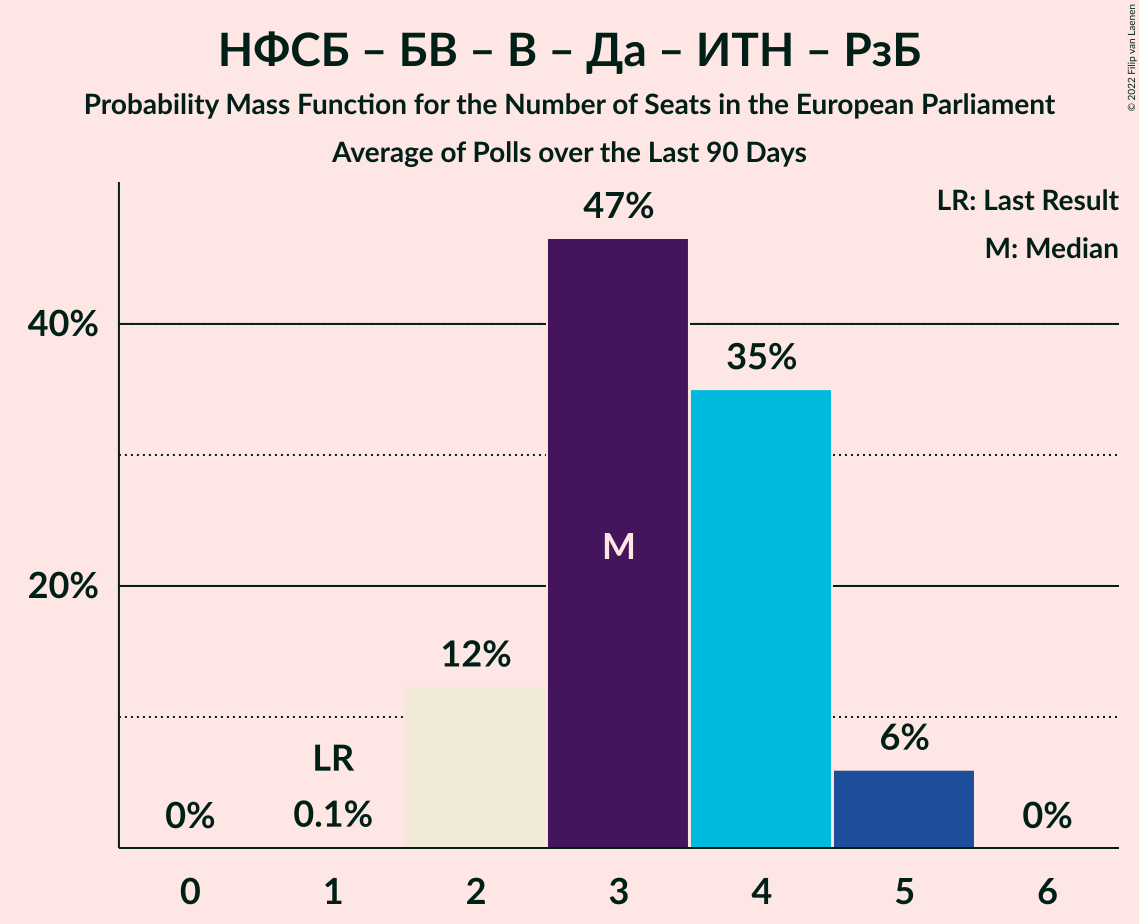 НФСБ – БВ – В – Да – ИТН – РзБ
Probability Mass Function for the Number of Seats in the European Parliament
Average of Polls over the Last 90 Days
© 2022 Filip van Laenen
LR: Last Result
M: Median
47%
40%
35%
M
20%
12%
6%
LR
0%
0.1%
0%
0 1 2 3 4 5 6